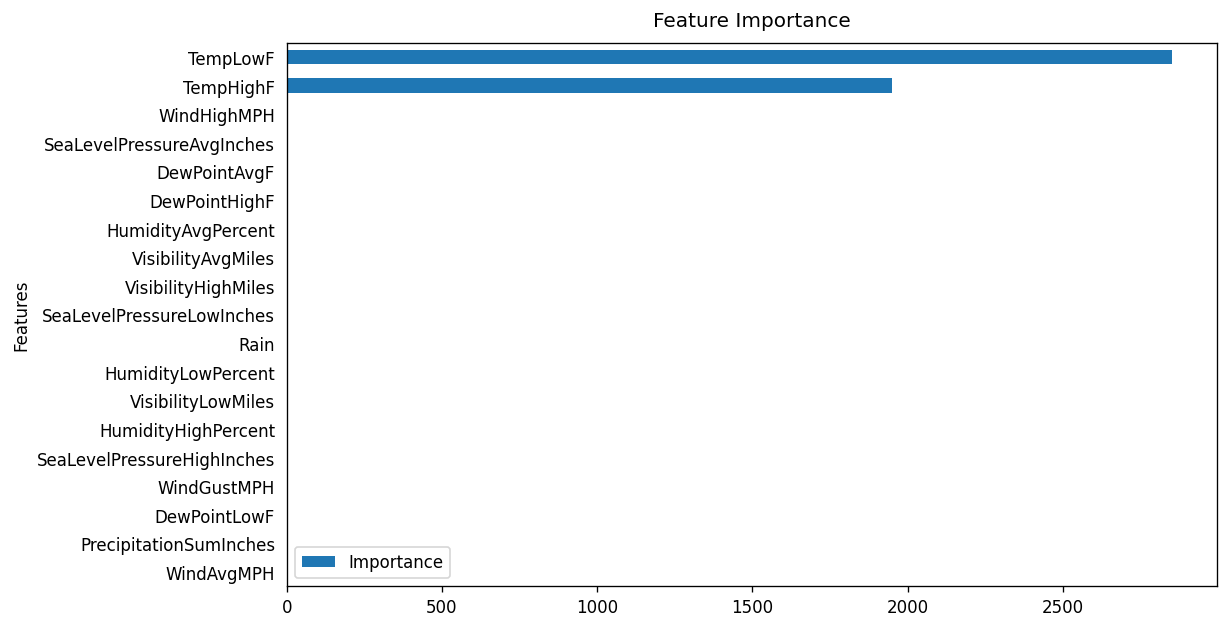 Feature Importance
TempLowF
TempHighF
WindHighMPH
SeaLevelPressureAvgInches
DewPointAvgF
DewPointHighF
HumidityAvgPercent
VisibilityAvgMiles
VisibilityHighMiles
SeaLevelPressureLowInches
Rain
HumidityLowPercent
VisibilityLowMiles
HumidityHighPercent
SeaLevelPressureHighInches
WindGustMPH
DewPointLowF
PrecipitationSumInches
WindAvgMPH
Features
Importance
0 500 1000 1500 2000 2500